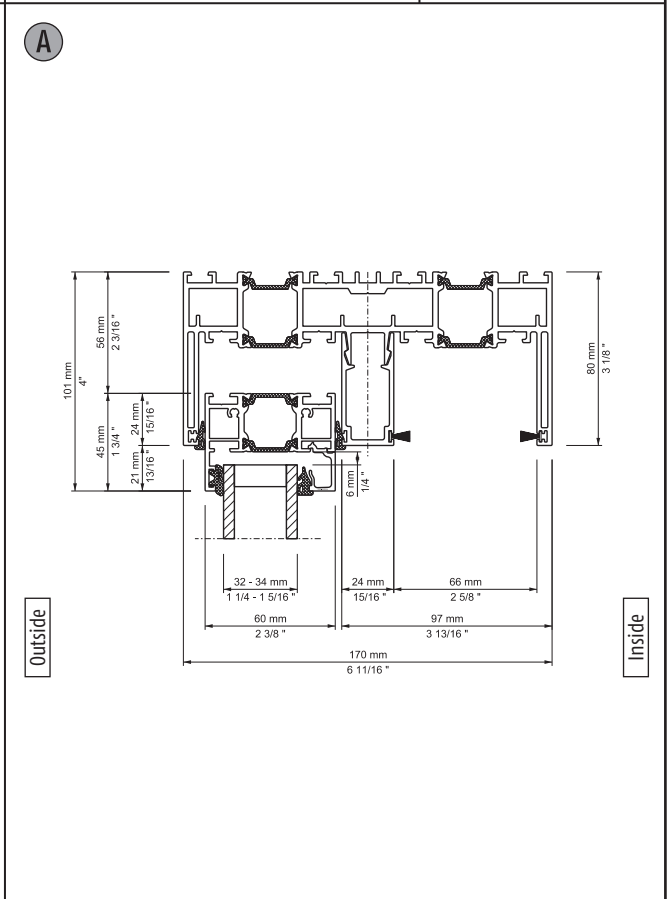 A
56 mm
2 3/16 "
101 mm
4"
24 mm
15/16 "
45 mm
1 3/4 "
21 mm
13/16 "
80 mm
3 1/8 "
6 mm
1/4 "
32 - 34 mm
1 1/4 - 1 5/16 "
24 mm
15/16 "
66 mm
2 5/8 "
60 mm
2 3/8 "
97 mm
3 13/16 "
170 mm
6 11/16 "
Outside
Inside